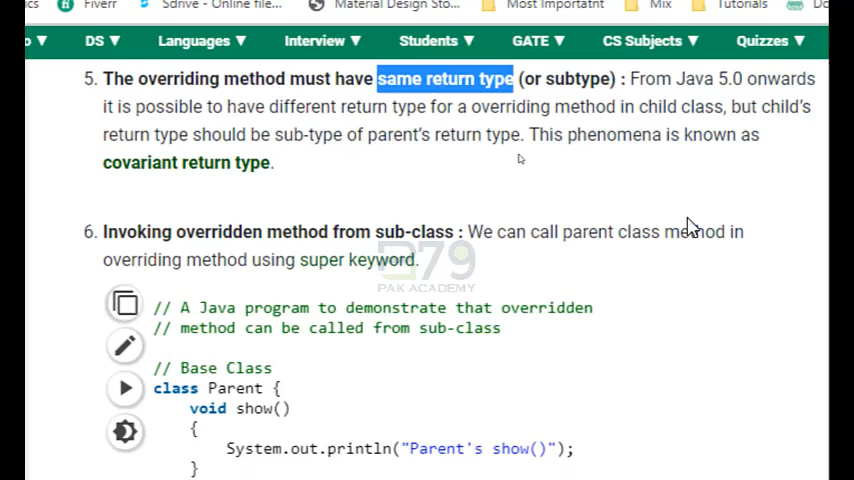 ics
Fiverr
Sdrive - Online file...
Material Design Sto...
Most Importatnt
Mix
Tutorials
Do
o ▼ DS ▼ Languages ▼ Interview ▼ Students ▼ GATE ▼ CS Subjects ▼ Quizzes ▼
5. The overriding method must have same return type (or subtype) : From Java 5.0 onwards
it is possible to have different return type for a overriding method in child class, but child's
return type should be sub-type of parent's return type. This phenomena is known as
covariant return type.
6. Invoking overridden method from sub-class : We can call parent class method in
overriding method using super keyword.
79
PAK ACADEMY
// A Java program to demonstrate that overridden
// method can be called from sub-class
// Base Class
class Parent {
void show()
{
System.out.println("Parent's show()");
}